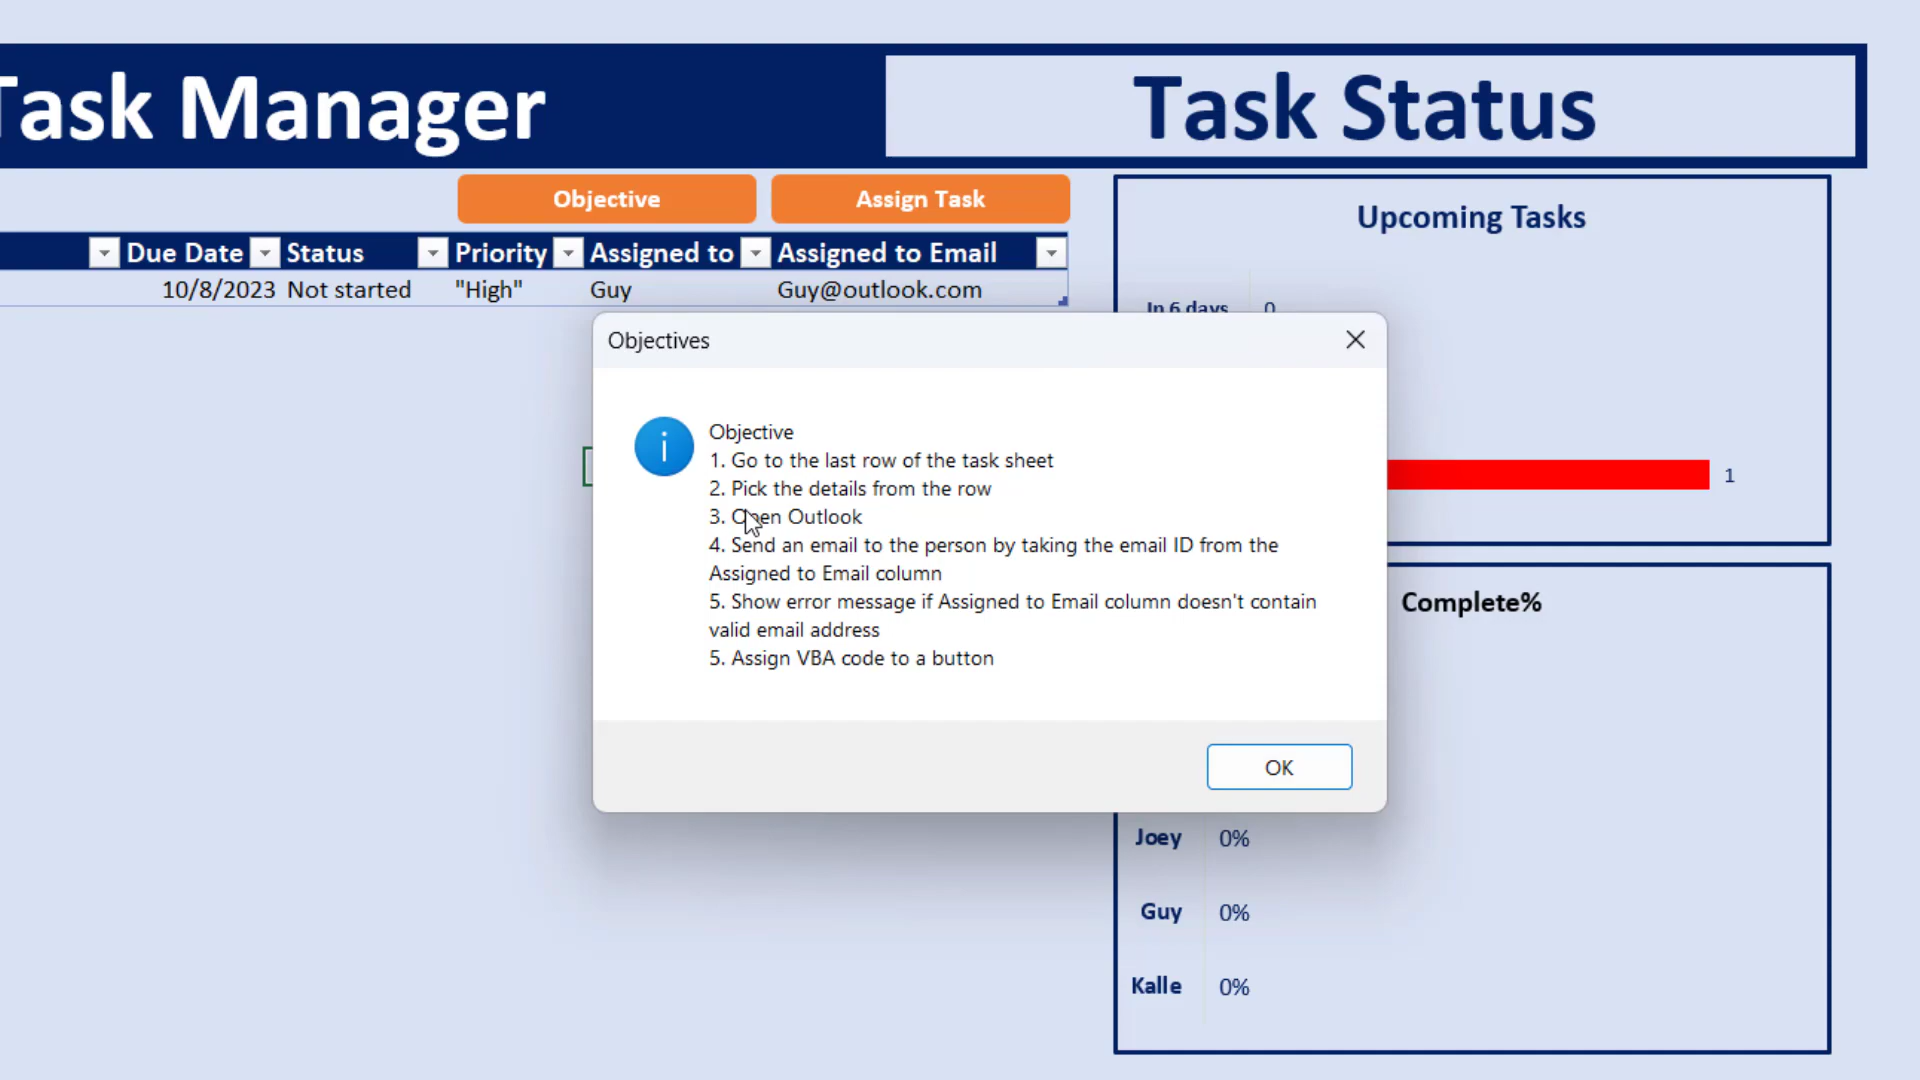 Task Manager
Task Status
Objective
Assign Task
Due Date Status Priority Assigned to Assigned to Email
10/8/2023 Not started "High" Guy Guy@outlook.com
Upcoming Tasks
In 6 days 0
1
Objectives
Objective
1. Go to the last row of the task sheet
2. Pick the details from the row
3. Open Outlook
4. Send an email to the person by taking the email ID from the
Assigned to Email column
5. Show error message if Assigned to Email column doesn't contain
valid email address
5. Assign VBA code to a button
OK
Complete%
Joey 0%
Guy 0%
Kalle 0%